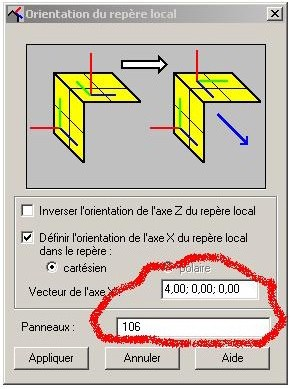 Orientation du repère local
Inverser l'orientation de l'axe Z du repère local
Définir l'orientation de l'axe X du repère local
dans le repère :
cartésien polaire
Vecteur de l'axe 4,00; 0,00; 0,00
Panneaux : 106
Appliquer Annuler Aide